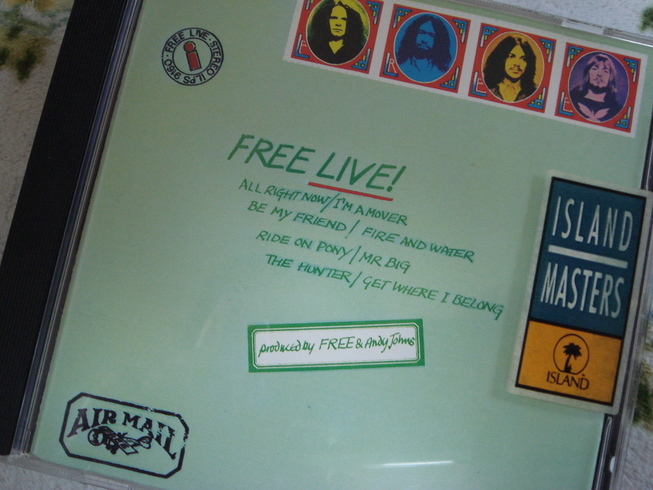 FREE LIVE! STEREO ILPS 9160
i
FREE LIVE!
ALL RIGHT NOW/I'M A MOVER
BE MY FRIEND/FIRE AND WATER
RIDE ON PONY/MR BIG
THE HUNTER/GET WHERE I BELONG
produced by FREE & Andy Johns
ISLAND
MASTERS
ISLAND
AIR MAIL